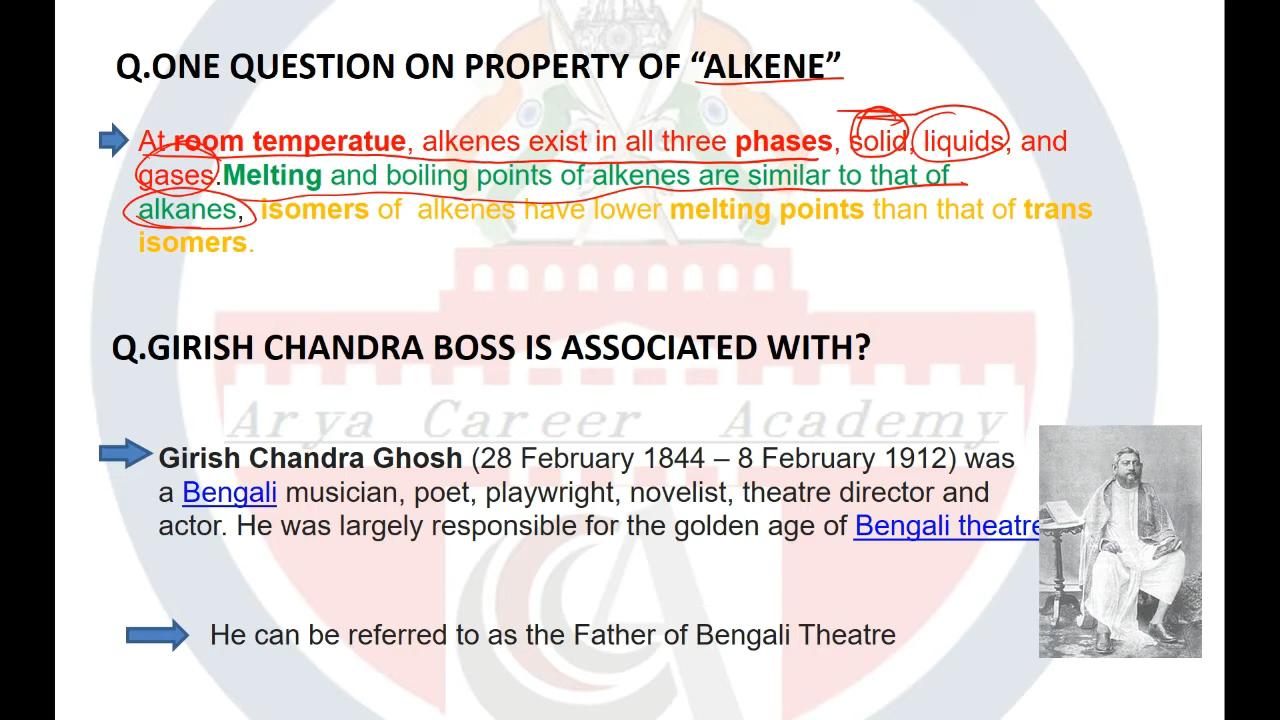 Q.ONE QUESTION ON PROPERTY OF “ALKENE”
At room temperatue, alkenes exist in all three phases, solid, liquids, and
gases.Melting and boiling points of alkenes are similar to that of
alkanes, isomers of alkenes have lower melting points than that of trans
isomers.
Q.GIRISH CHANDRA BOSS IS ASSOCIATED WITH?
Arya Career Academy
Girish Chandra Ghosh (28 February 1844 – 8 February 1912) was
a Bengali musician, poet, playwright, novelist, theatre director and
actor. He was largely responsible for the golden age of Bengali theatre
He can be referred to as the Father of Bengali Theatre